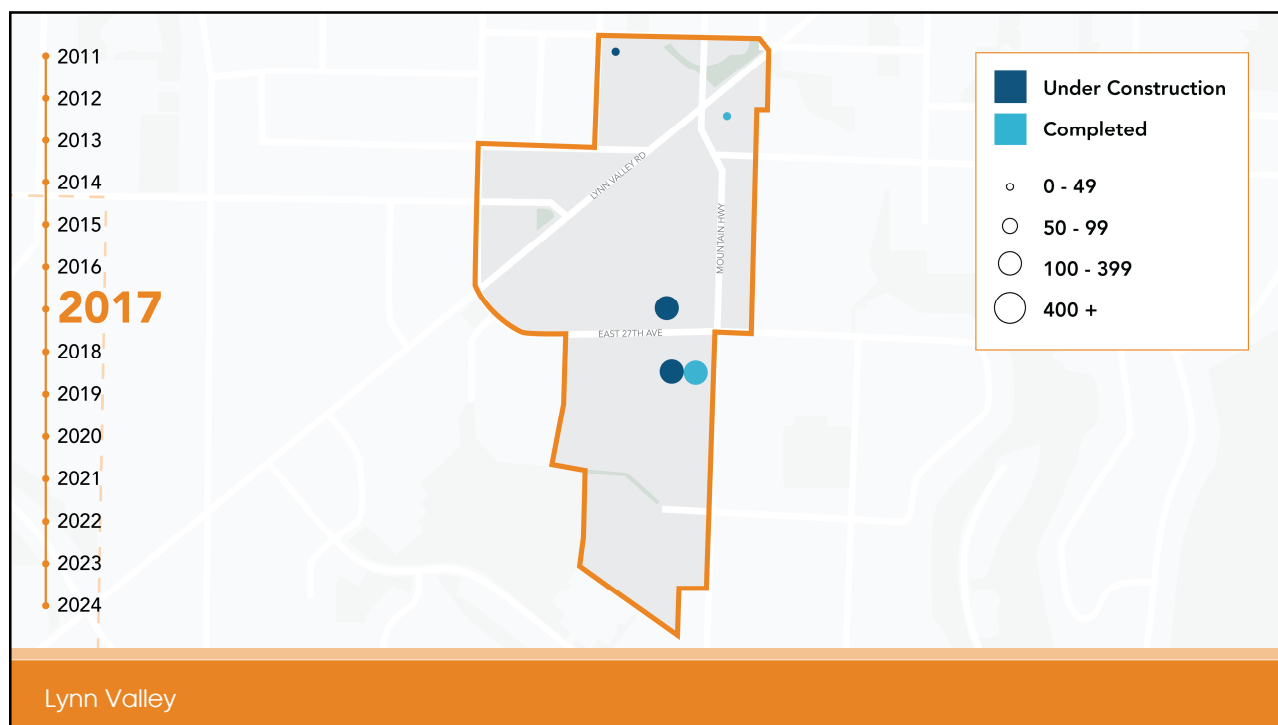 2011
2012
2013
2014
2015
2016
2017
2018
2019
2020
2021
2022
2023
2024
LYNN VALLEY RD
MOUNTAIN HWY
EAST 27TH AVE
Under Construction
Completed
0 - 49
50 - 99
100 - 399
400 +
Lynn Valley